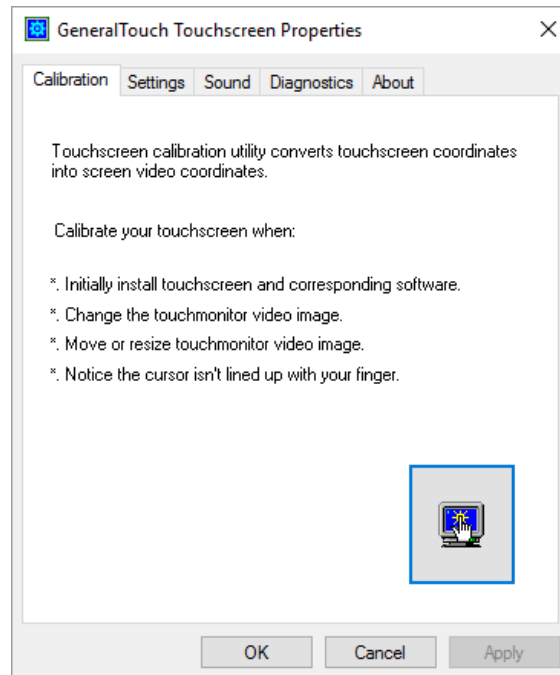 GeneralTouch Touchscreen Properties
Calibration Settings Sound Diagnostics About
Touchscreen calibration utility converts touchscreen coordinates
into screen video coordinates.
Calibrate your touchscreen when:
*. Initially install touchscreen and corresponding software.
*. Change the touchmonitor video image.
*. Move or resize touchmonitor video image.
*. Notice the cursor isn't lined up with your finger.
OK Cancel Apply